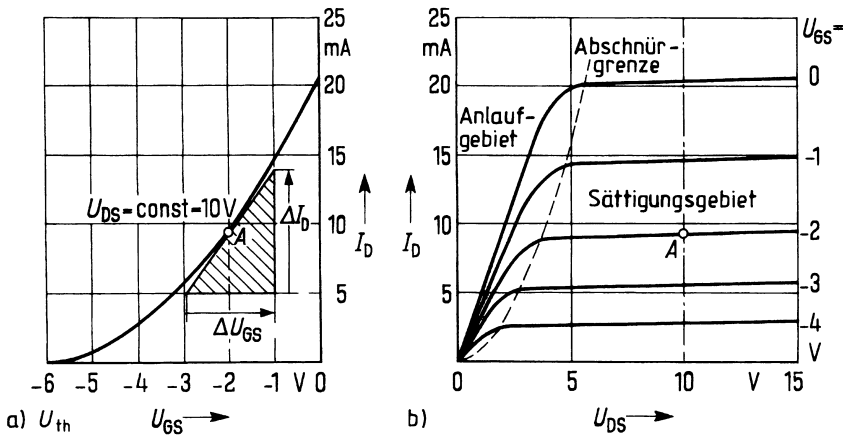 25
mA
20
15
10
5
I_D
U_DS=const=10V
A
ΔI_D
ΔU_GS
-6 -5 -4 -3 -2 -1 V 0
a) U_th U_GS
25
mA
20
15
10
5
I_D
Abschnür-
grenze
Anlauf-
gebiet
Sättigungsgebiet
A
U_GS=
0
-1
-2
-3
-4
V
0 5 10 V 15
b) U_DS